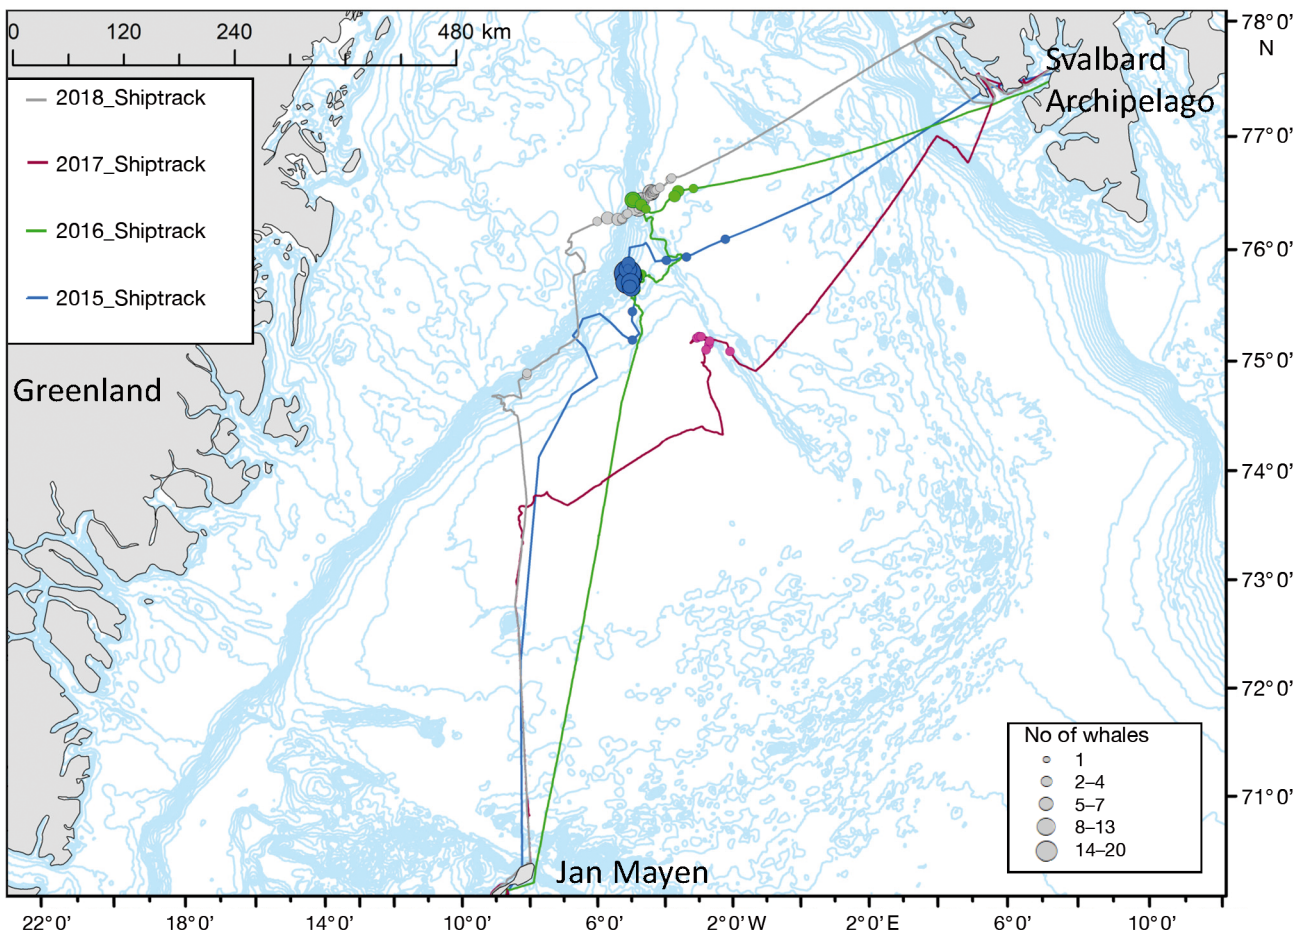 0 120 240 480 km
2018_Shiptrack
2017_Shiptrack
2016_Shiptrack
2015_Shiptrack
Greenland
Svalbard
Archipelago
Jan Mayen
78° 0’
N
77° 0’
76° 0’
75° 0’
74° 0’
73° 0’
72° 0’
71° 0’
No of whales
1
2–4
5–7
8–13
14–20
22° 0’ 18° 0’ 14° 0’ 10° 0’ 6° 0’ 2° 0’ W 2° 0’ E 6° 0’ 10° 0’